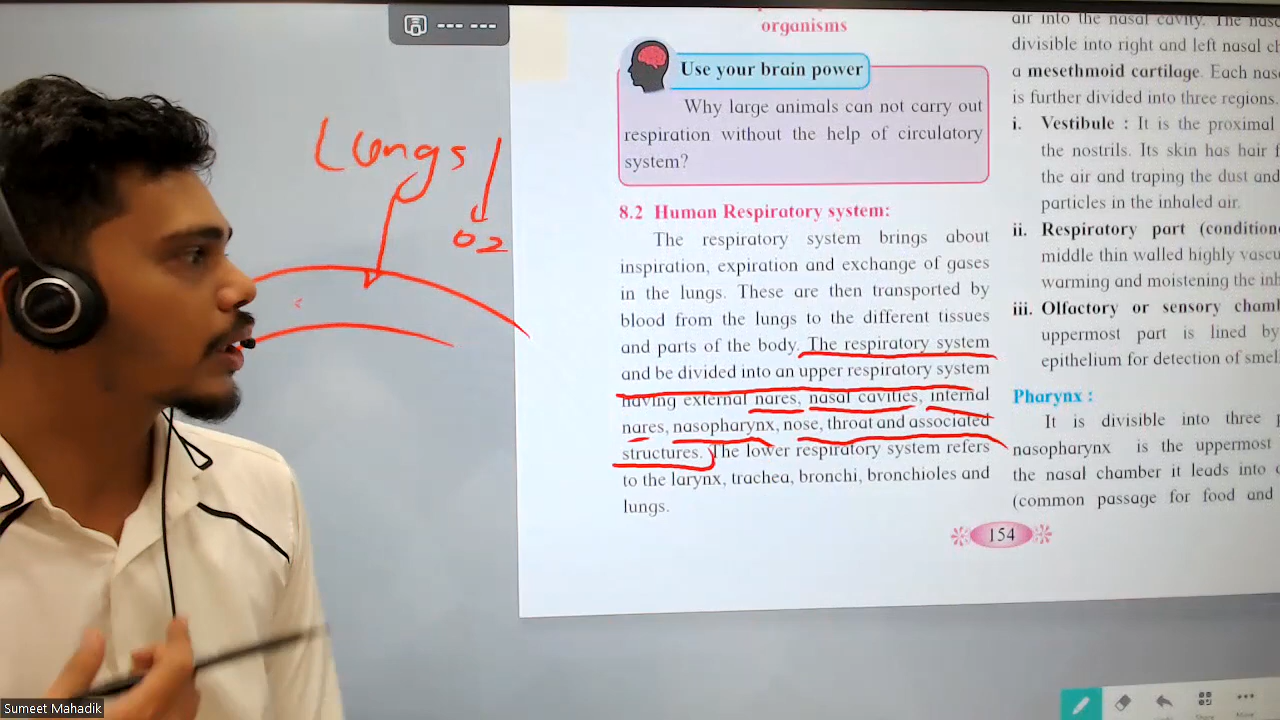 Lungs
O2
organisms
Use your brain power
Why large animals can not carry out
respiration without the help of circulatory
system?
8.2 Human Respiratory system:
The respiratory system brings about
inspiration, expiration and exchange of gases
in the lungs. These are then transported by
blood from the lungs to the different tissues
and parts of the body. The respiratory system
and be divided into an upper respiratory system
having external nares, nasal cavities, internal
nares, nasopharynx, nose, throat and associated
structures. The lower respiratory system refers
to the larynx, trachea, bronchi, bronchioles and
lungs.
154
air into the nasal cavity. The
divisible into right and left nasal
a mesethmoid cartilage. Each
is further divided into three regions.
i. Vestibule : It is the proximal
the nostrils. Its skin has hair
the air and traping the dust and
particles in the inhaled air.
ii. Respiratory part
middle thin walled highly
warming and moistening the
iii. Olfactory or sensory
uppermost part is lined by
epithelium for detection of
Pharynx :
It is divisible into three
nasopharynx is the uppermost
the nasal chamber it leads into
(common passage for food and
Share
More
Sumeet Mahadik